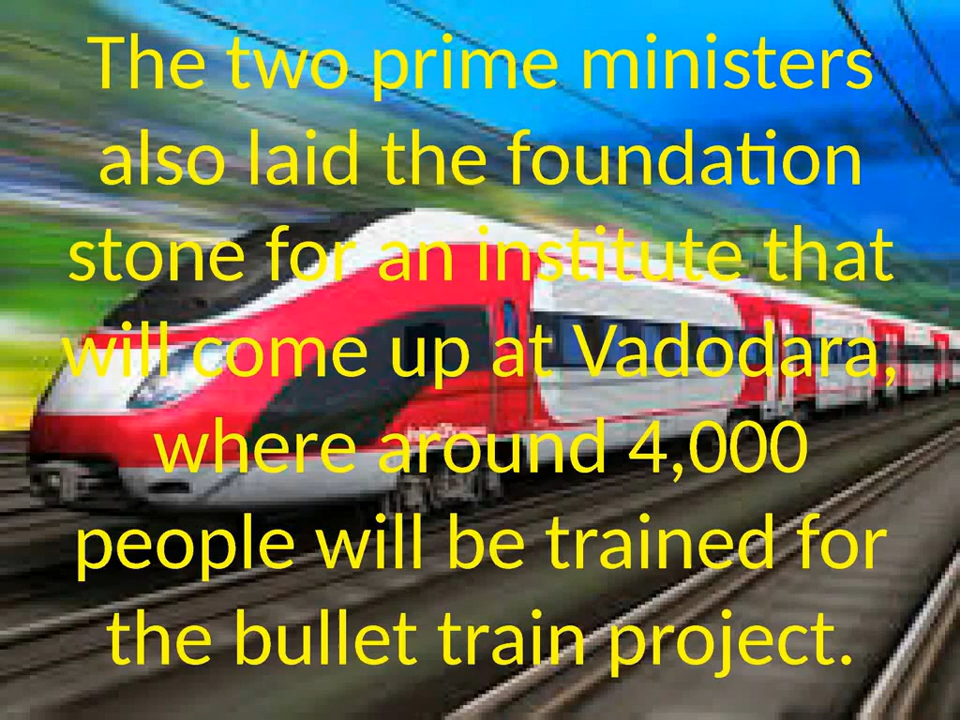 The two prime ministers
also laid the foundation
stone for an institute that
will come up at Vadodara,
where around 4,000
people will be trained for
the bullet train project.